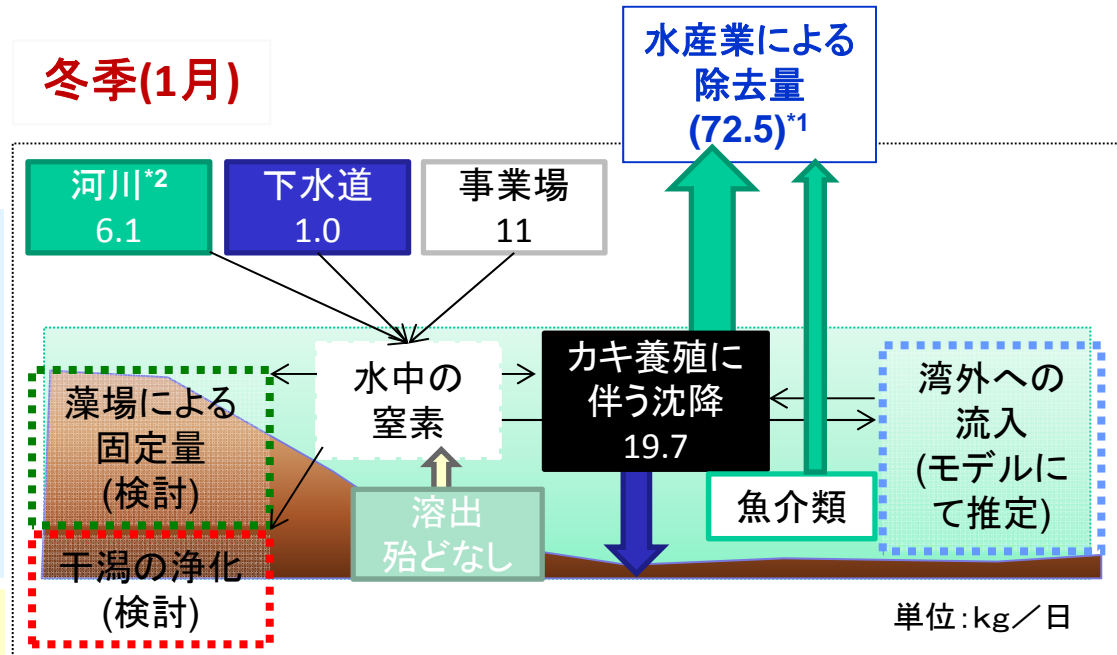 冬季(1月)
水産業による
除去量
(72.5)*1
河川*2
6.1
下水道
1.0
事業場
11
水中の
窒素
カキ養殖に
伴う沈降
19.7
湾外への
流入
(モデルに
て推定)
藻場による
固定量
(検討)
溶出
殆どなし
魚介類
干潟の浄化
(検討)
単位:kg/日